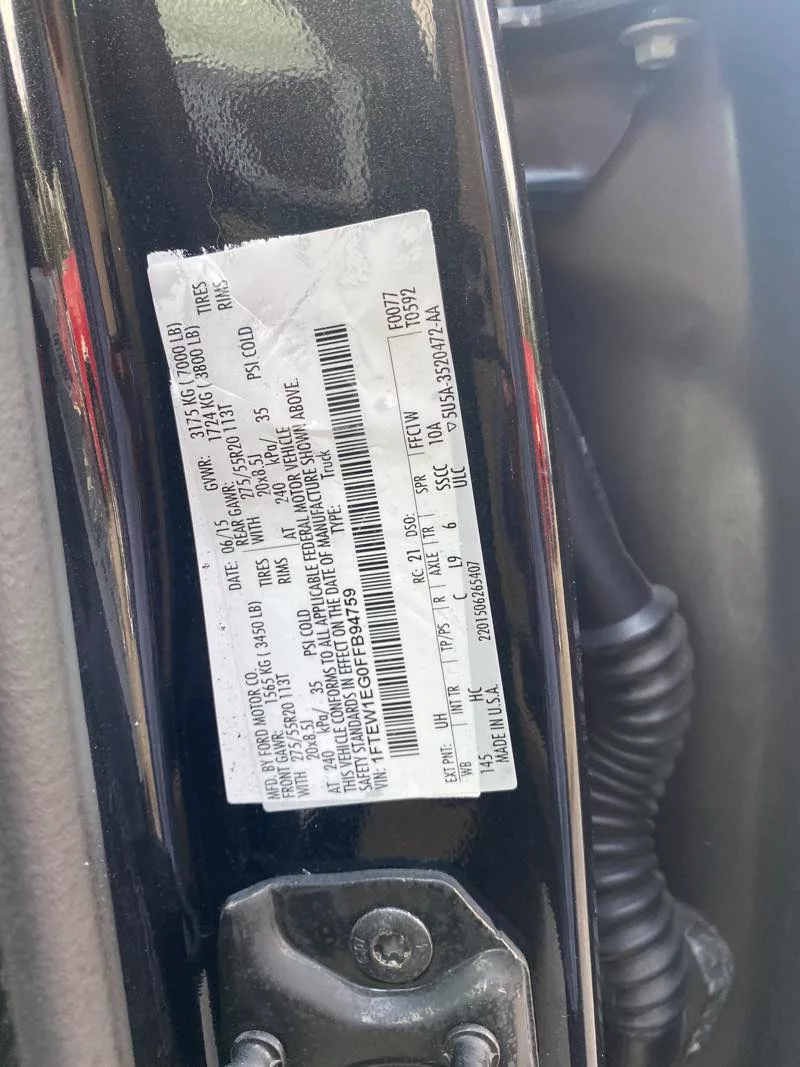 MFD. BY FORD MOTOR CO.
DATE: 06/15 GVWR: 3175 KG ( 7000 LB)
FRONT GAWR: 1565 KG ( 3450 LB) REAR GAWR: 1724 KG ( 3800 LB)
WITH 275/55R20 113T TIRES WITH 275/55R20 113T TIRES
20x8.5J RIMS 20x8.5J RIMS
AT 240 kPa/ 35 PSI COLD AT 240 kPa/ 35 PSI COLD
THIS VEHICLE CONFORMS TO ALL APPLICABLE FEDERAL MOTOR VEHICLE
SAFETY STANDARDS IN EFFECT ON THE DATE OF MANUFACTURE SHOWN ABOVE.
VIN: 1FTEW1EG0FFB94759 TYPE: Truck
F0077
EXT PNT: UH RC: 21 DSO: T0592
WB INT TR TP/PS R AXLE TR SPR FFC1W
145 HC C L9 6 SSCC 10A
MADE IN U.S.A. 2201506265407 ULC ▽5U5A-3520472-AA